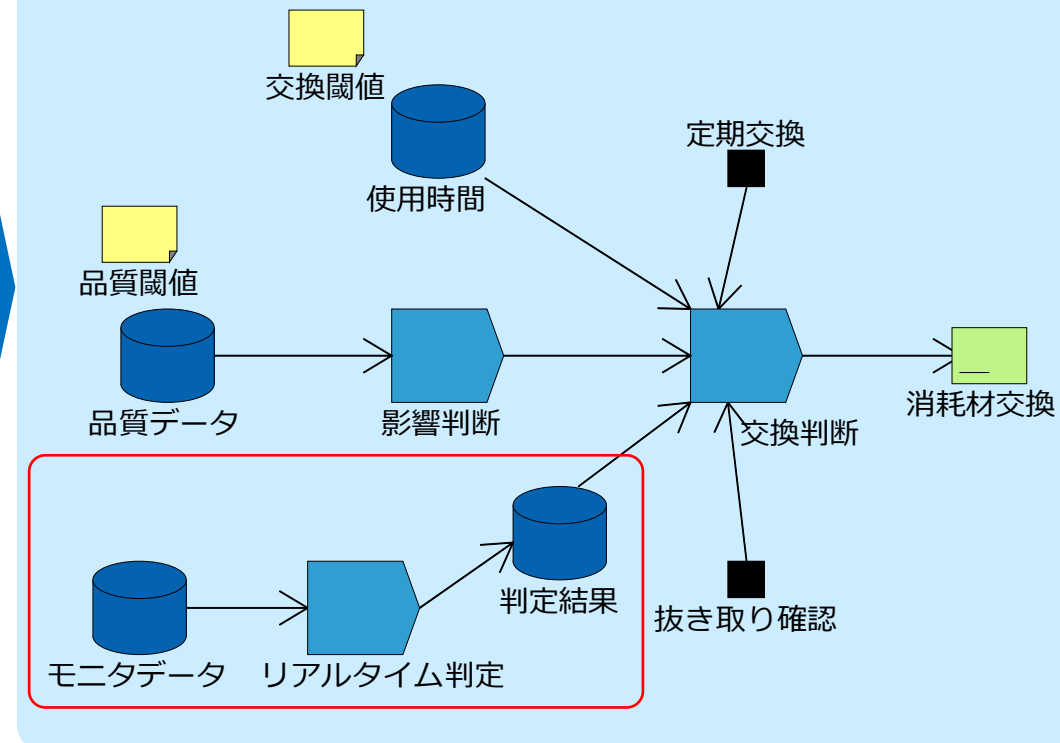 交換閾値
使用時間
定期交換
品質閾値
品質データ
影響判断
交換判断
消耗材交換
モニタデータ
リアルタイム判定
判定結果
抜き取り確認